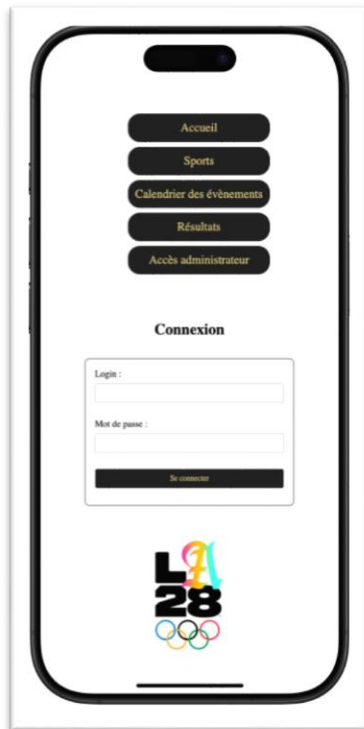 Accueil
Sports
Calendrier des évènements
Résultats
Accès administrateur
Connexion
Login :
Mot de passe :
Se connecter
LA
28